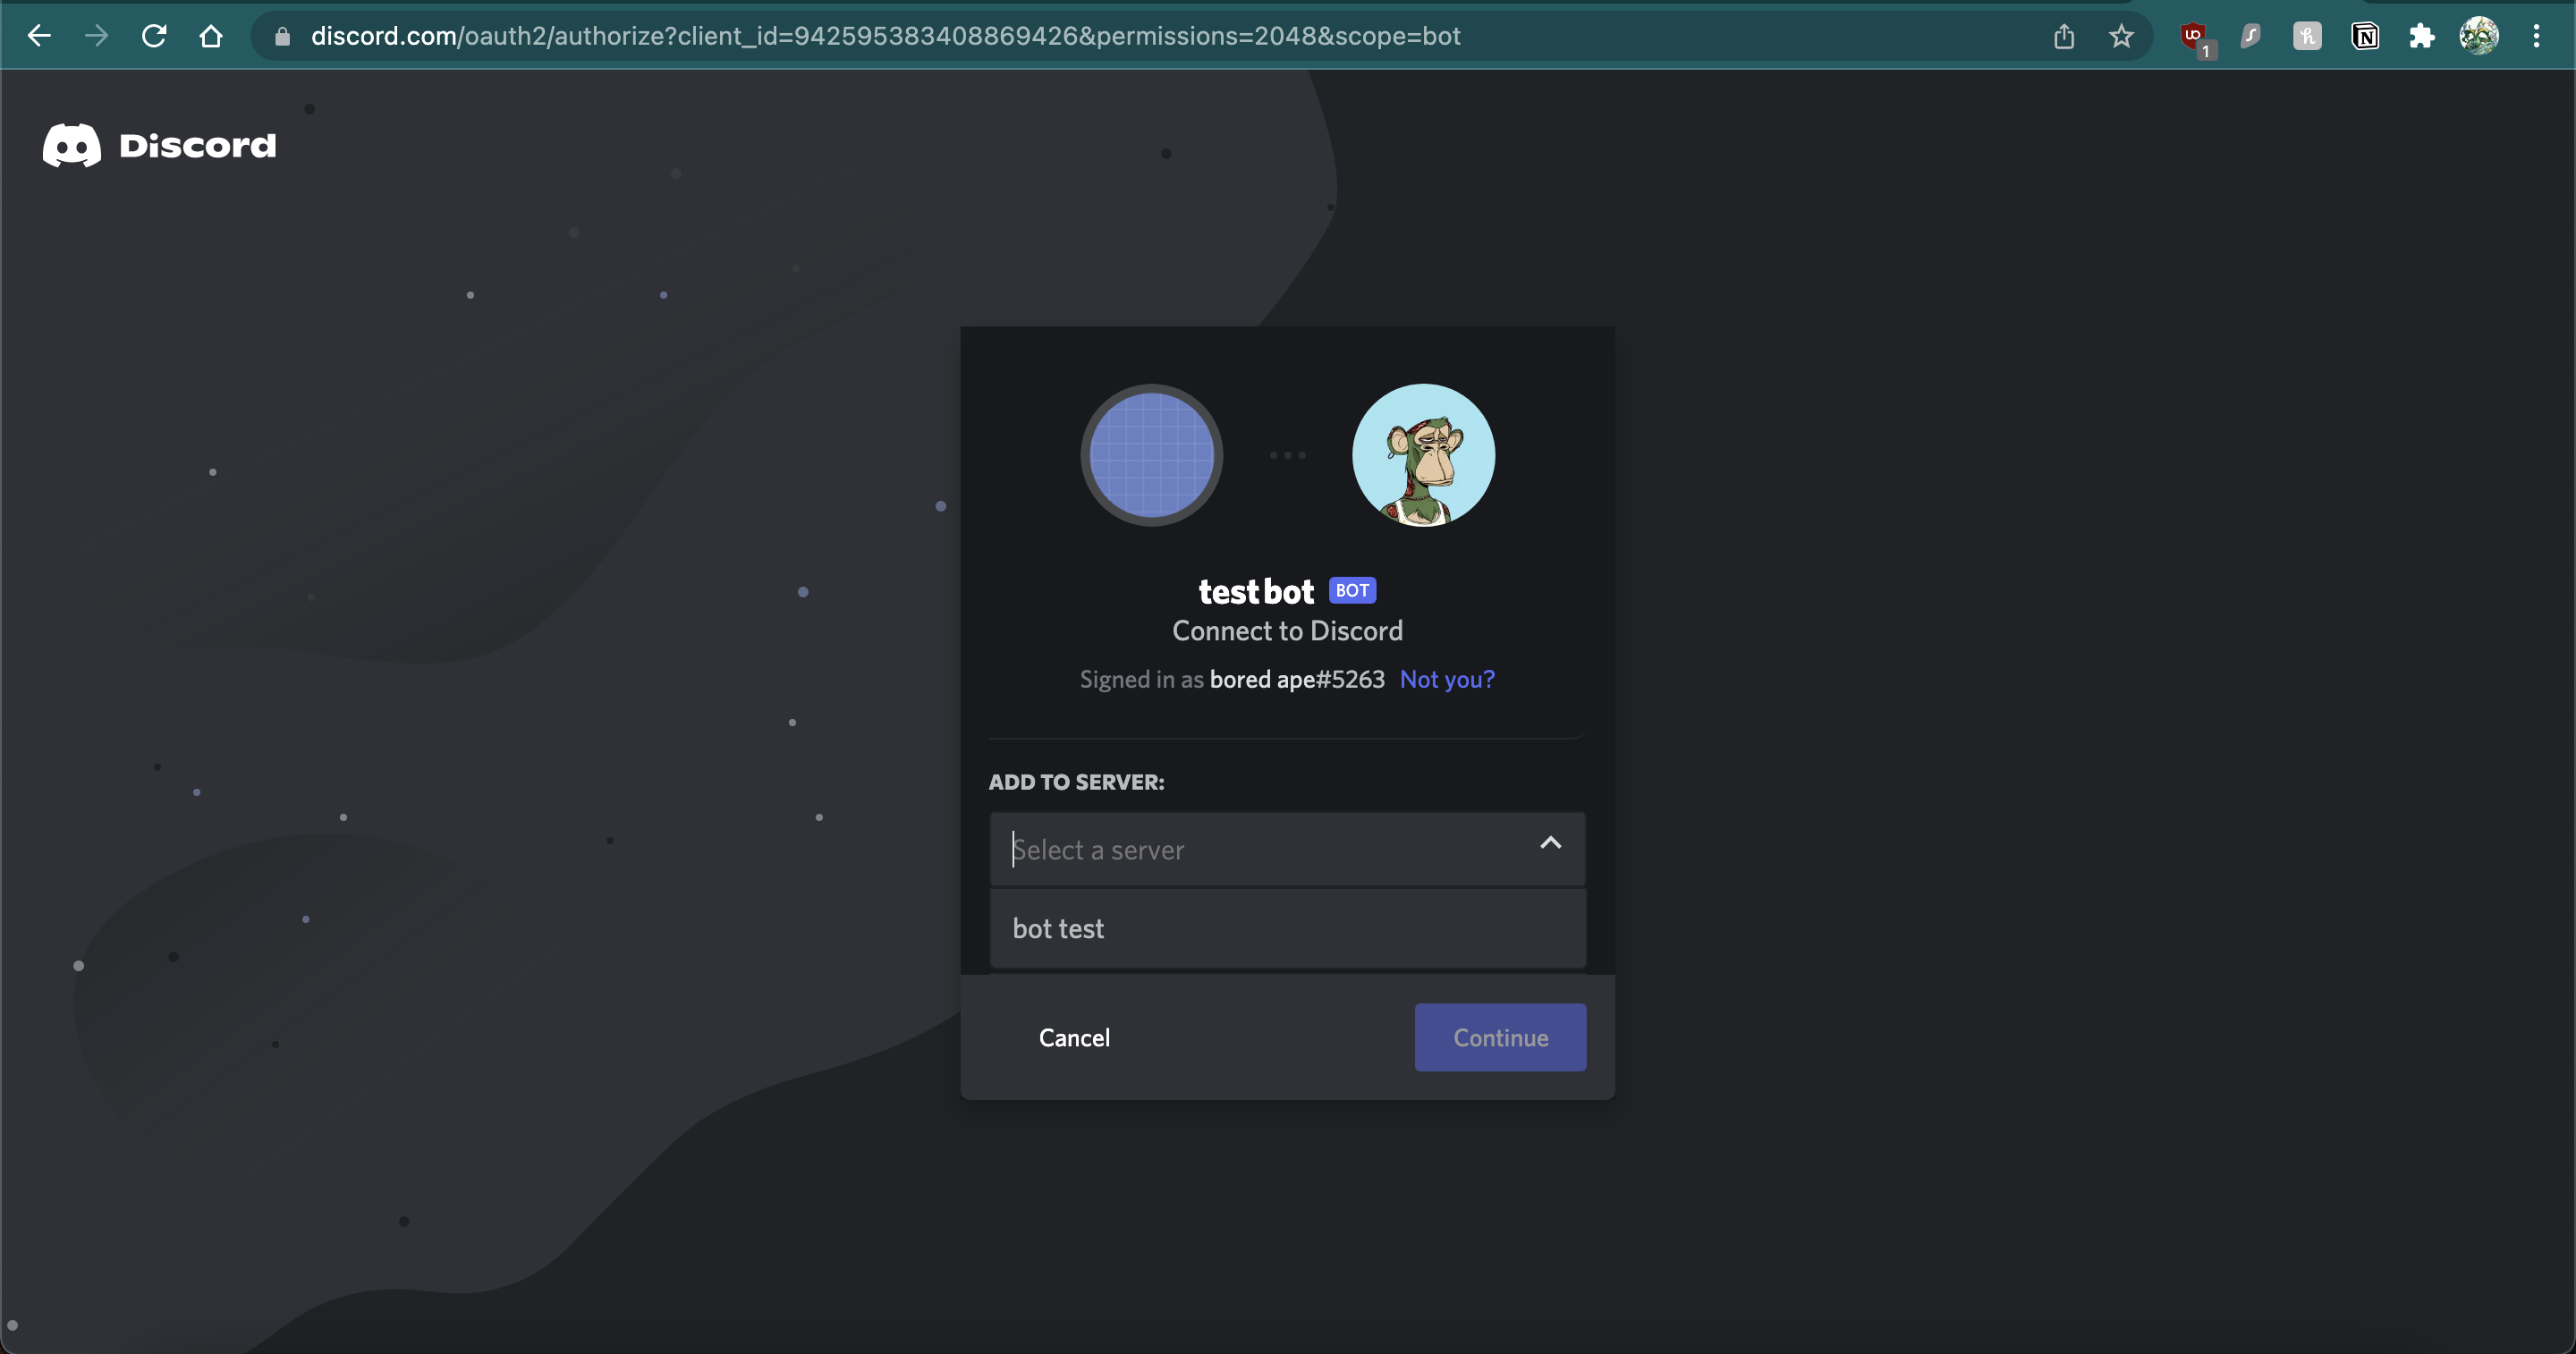 discord.com/oauth2/authorize?client_id=942595383408869426&permissions=2048&scope=bot
1
Discord
test bot BOT
Connect to Discord
Signed in as bored ape#5263 Not you?
ADD TO SERVER:
Select a server
bot test
Cancel
Continue